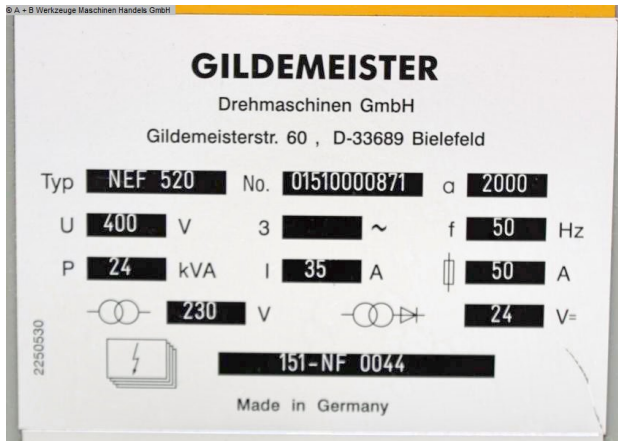 © A + B Werkzeuge Maschinen Handels GmbH
GILDEMEISTER
Drehmaschinen GmbH
Gildemeisterstr. 60 , D-33689 Bielefeld
Typ NEF 520 No. 01510000871 a 2000
U 400 V 3 ~ f 50 Hz
P 24 kVA I 35 A 50 A
230 V 24 V=
151-NF 0044
Made in Germany
2250530